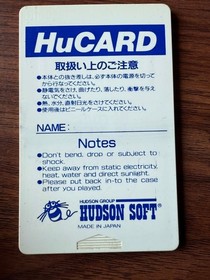 HuCARD
取扱い上のご注意
●本体との抜き差しは、必ず本体の電源を切って
から行なってください。
●静電気をさけ、曲げたり、落したり、衝撃を与え
ないでください。
●熱、水分、直射日光をさけてください。
●使用後はビニールケースに入れてください。
NAME:
Notes
●Don't bend, drop or subject to
shock.
●Keep away from static electricity,
heat, water and direct sunlight.
●Please put back in-to the case
after you played.
HUDSON GROUP
HUDSON SOFT®
MADE IN JAPAN